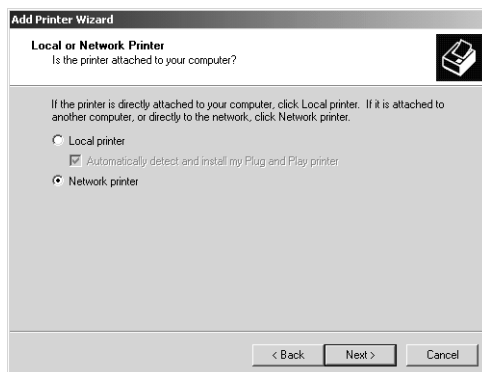 Add Printer Wizard
Local or Network Printer
Is the printer attached to your computer?
If the printer is directly attached to your computer, click Local printer. If it is attached to
another computer, or directly to the network, click Network printer.
Local printer
Automatically detect and install my Plug and Play printer
Network printer
< Back Next > Cancel